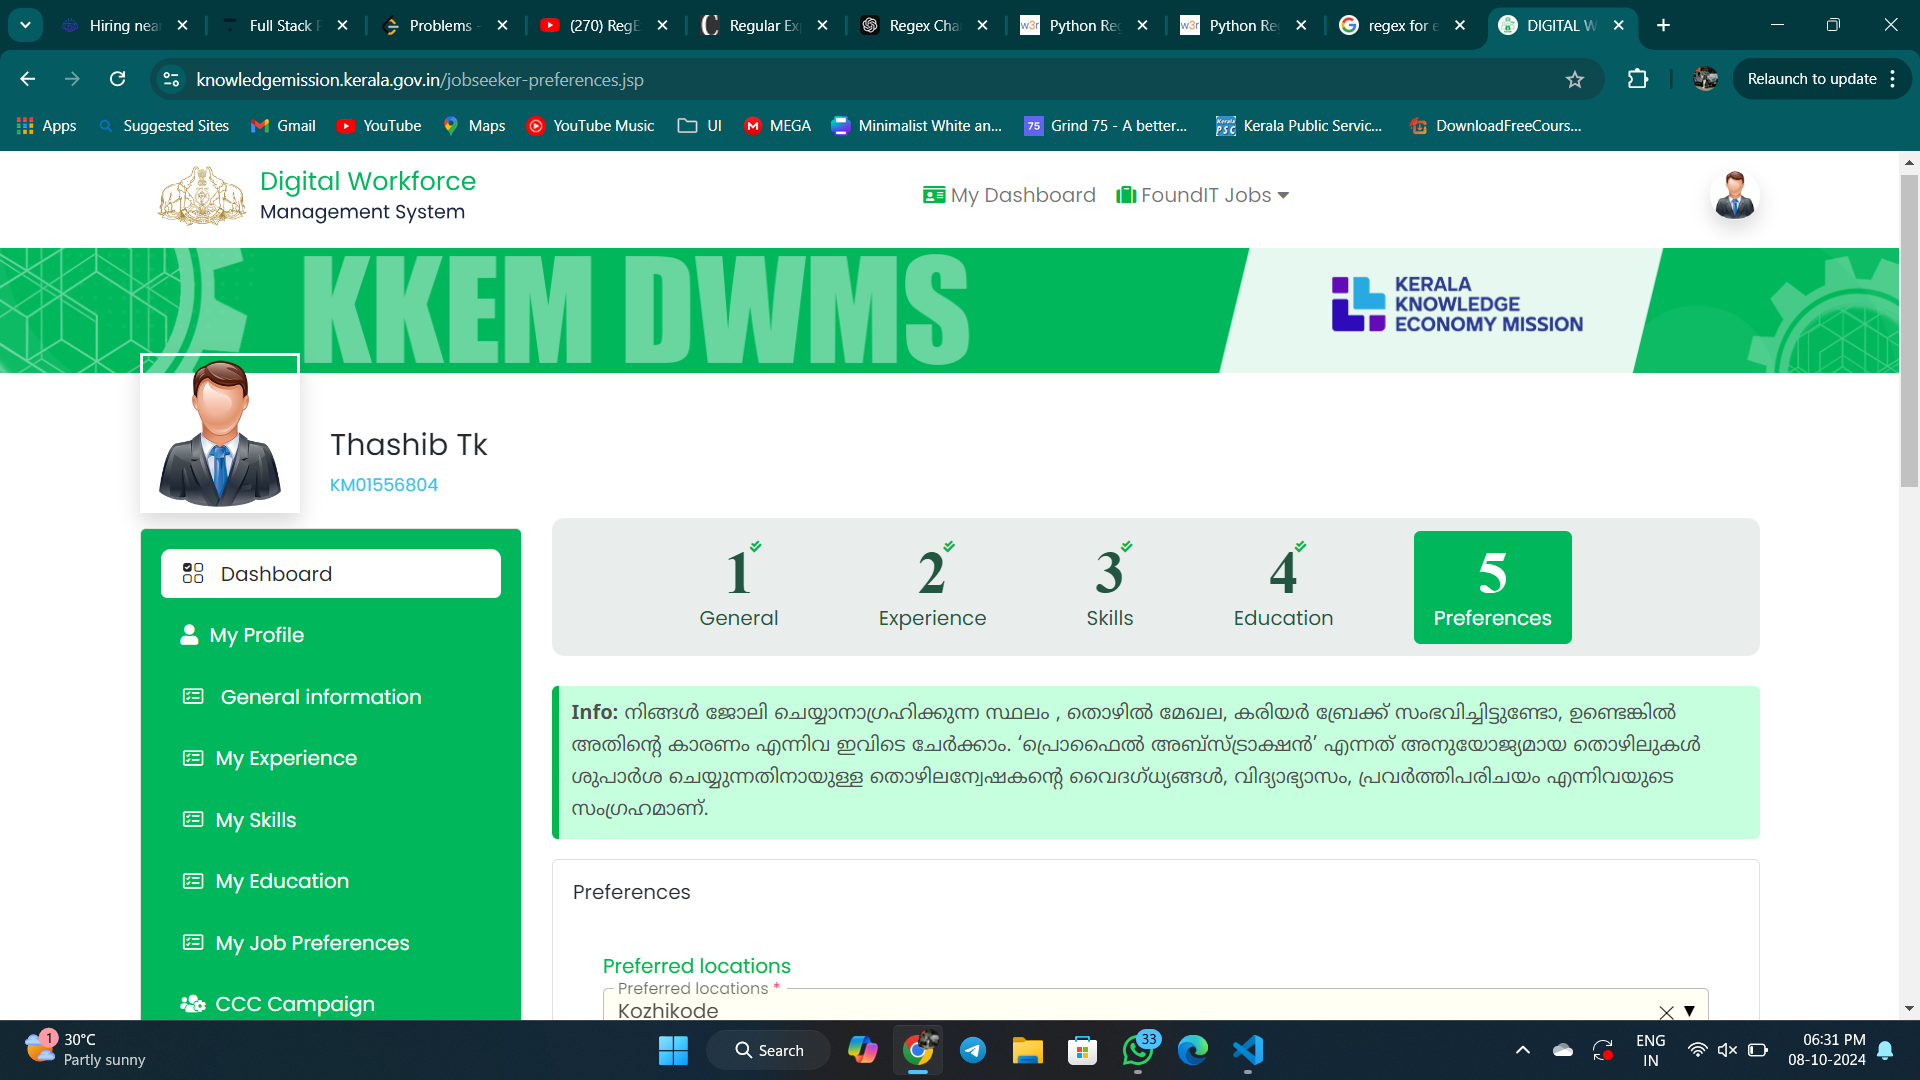 Hiring near
Full Stack
Problems -
(270) RegE
Regular Ex
Regex Cha
Python Reg
Python Reg
regex for e
DIGITAL W
knowledgemission.kerala.gov.in/jobseeker-preferences.jsp
Relaunch to update
Apps
Suggested Sites
Gmail
YouTube
Maps
YouTube Music
UI
MEGA
Minimalist White an...
75
Grind 75 - A better...
Kerala Public Servic...
DownloadFreeCours...
Digital Workforce
Management System
My Dashboard
FoundIT Jobs
KKEM DWMS
KERALA
KNOWLEDGE
ECONOMY MISSION
Thashib Tk
KM01556804
1
General
2
Experience
3
Skills
4
Education
5
Preferences
Dashboard
My Profile
General information
My Experience
My Skills
My Education
My Job Preferences
CCC Campaign
Info: നിങ്ങൾ ജോലി ചെയ്യാനാഗ്രഹിക്കുന്ന സ്ഥലം , തൊഴിൽ മേഖല, കരിയർ ബ്രേക്ക് സംഭവിച്ചിട്ടുണ്ടോ, ഉണ്ടെങ്കിൽ
അതിന്റെ കാരണം എന്നിവ ഇവിടെ ചേർക്കാം. ‘പ്രൊഫൈൽ അബ്സ്ട്രാക്ഷൻ’ എന്നത് അനുയോജ്യമായ തൊഴിലുകൾ
ശുപാർശ ചെയ്യുന്നതിനായുള്ള തൊഴിലന്വേഷകന്റെ വൈദഗ്ധ്യങ്ങൾ, വിദ്യാഭ്യാസം, പ്രവർത്തിപരിചയം എന്നിവയുടെ
സംഗ്രഹമാണ്.
Preferences
Preferred locations
Preferred locations *
Kozhikode
1
30°C
Partly sunny
Search
33
ENG
IN
06:31 PM
08-10-2024